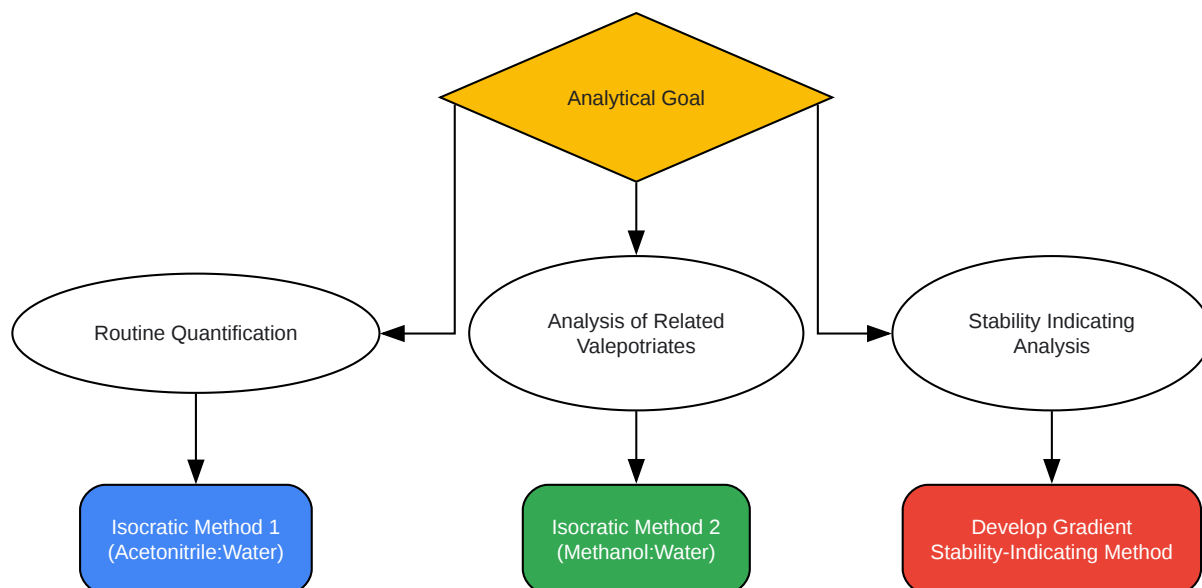 Analytical Goal
Routine Quantification
Analysis of Related
Valepotriates
Stability Indicating
Analysis
Isocratic Method 1
(Acetonitrile:Water)
Isocratic Method 2
(Methanol:Water)
Develop Gradient
Stability-Indicating Method